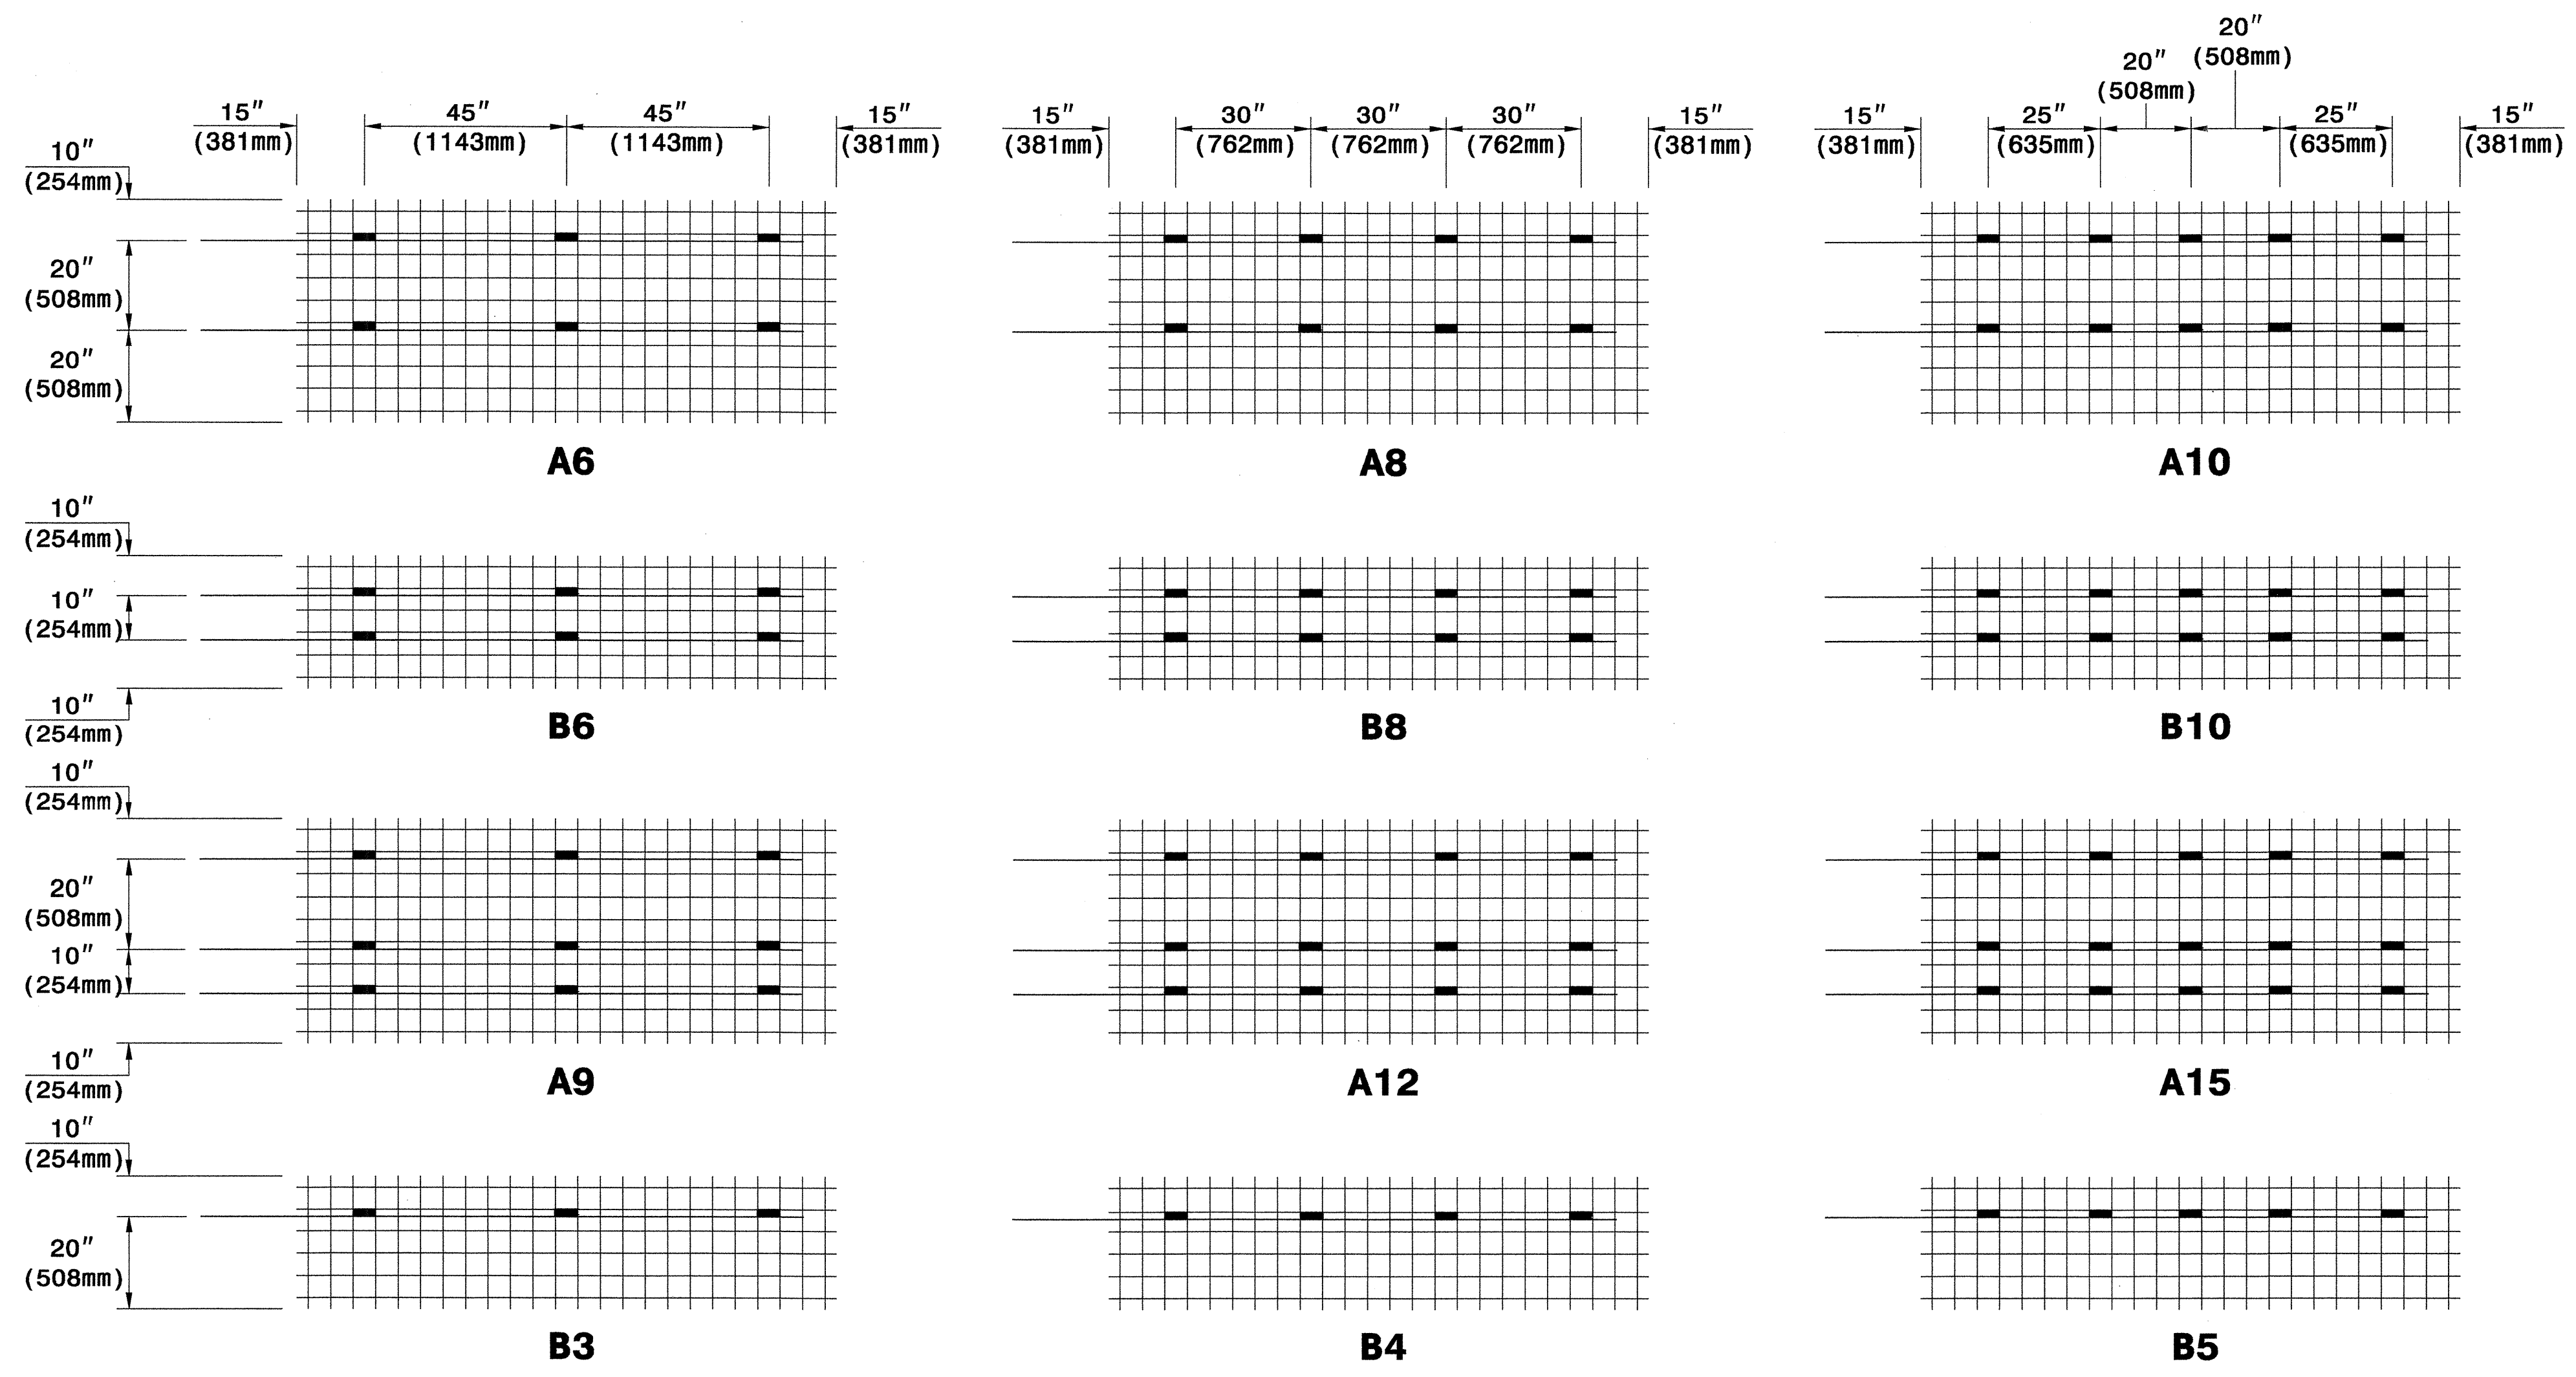 20″
(508mm)
20″
(508mm)
15″
(381mm)
45″
(1143mm)
45″
(1143mm)
15″
(381mm)
15″
(381mm)
30″
(762mm)
30″
(762mm)
30″
(762mm)
15″
(381mm)
15″
(381mm)
25″
(635mm)
25″
(635mm)
15″
(381mm)
10″
(254mm)
20″
(508mm)
20″
(508mm)
A6
A8
A10
10″
(254mm)
10″
(254mm)
10″
(254mm)
B6
B8
B10
10″
(254mm)
20″
(508mm)
10″
(254mm)
10″
(254mm)
A9
A12
A15
10″
(254mm)
20″
(508mm)
B3
B4
B5